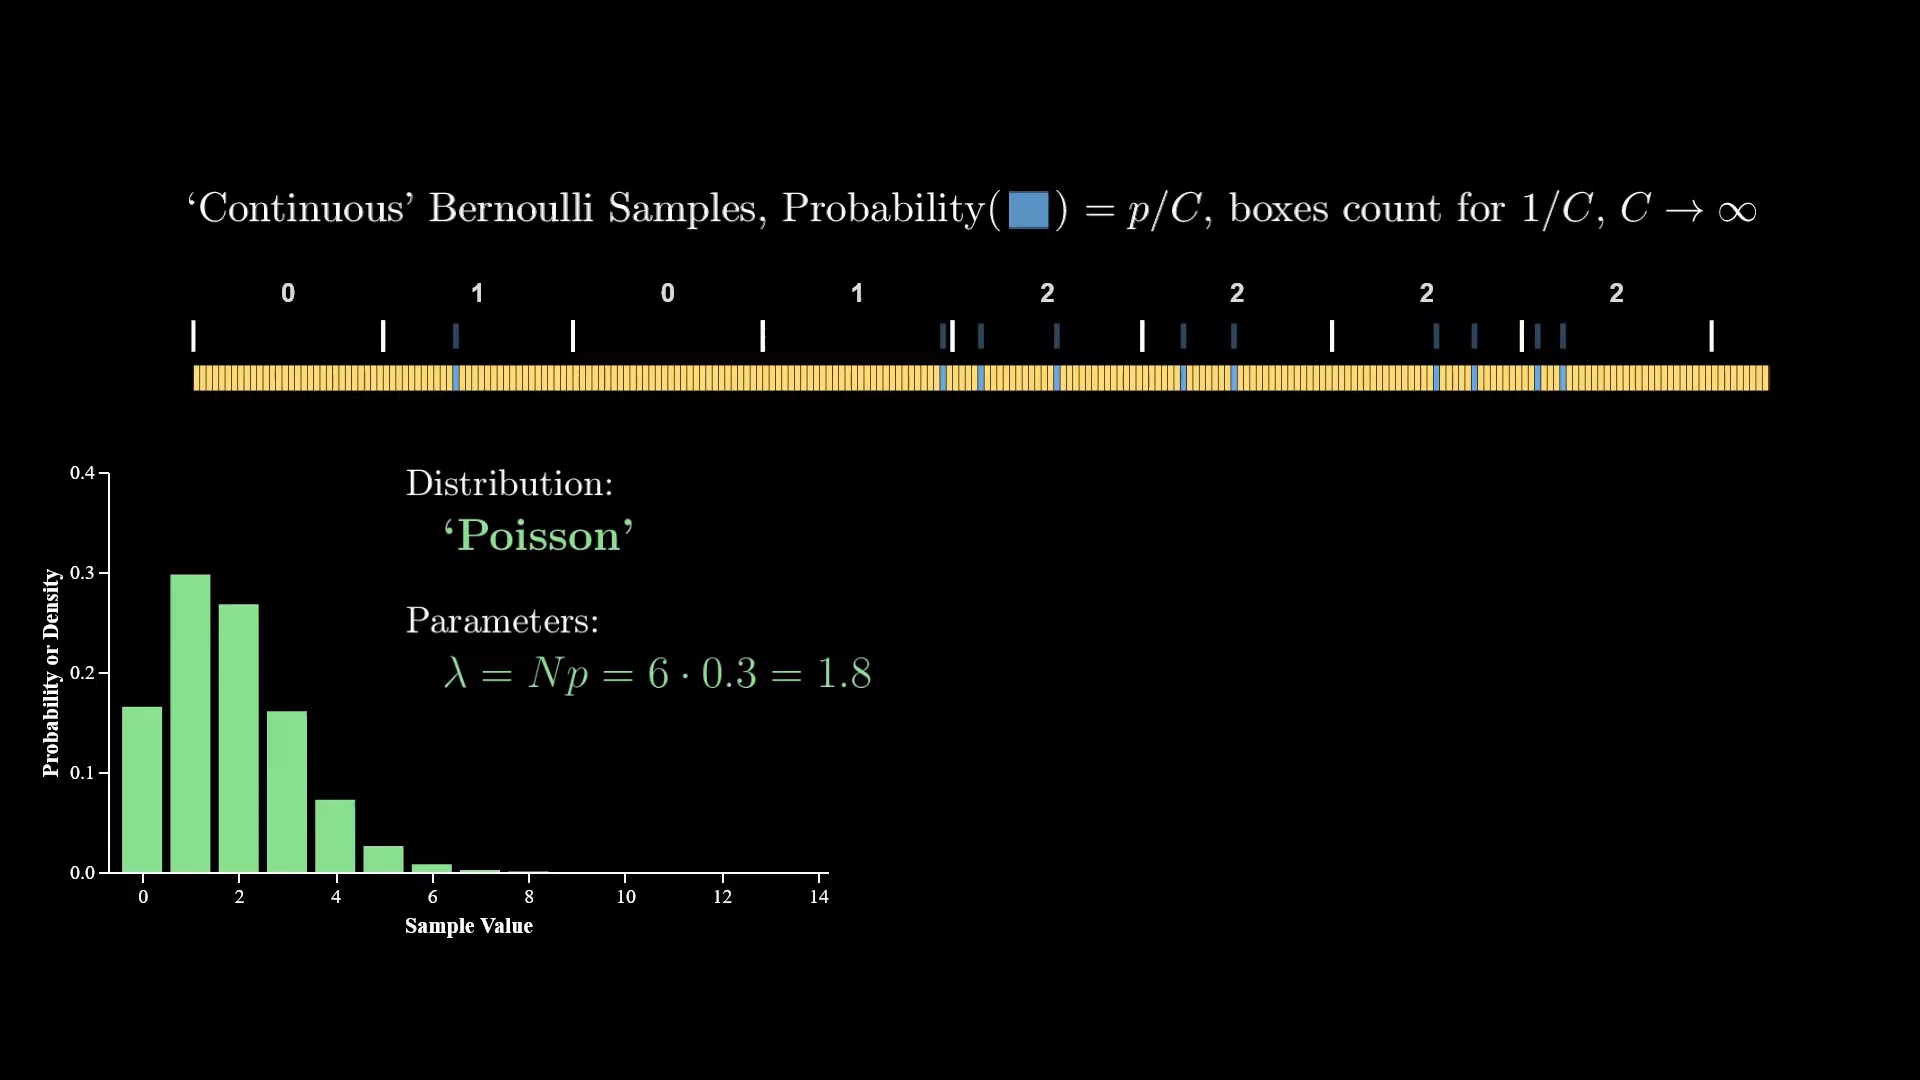 ‘Continuous’ Bernoulli Samples, Probability( ) = p/C, boxes count for 1/C, C → ∞
0 1 0 1 2 2 2 2
Distribution:
‘Poisson’
Parameters:
λ = Np = 6 · 0.3 = 1.8
Probability or Density
0.4
0.3
0.2
0.1
0.0
0 2 4 6 8 10 12 14
Sample Value